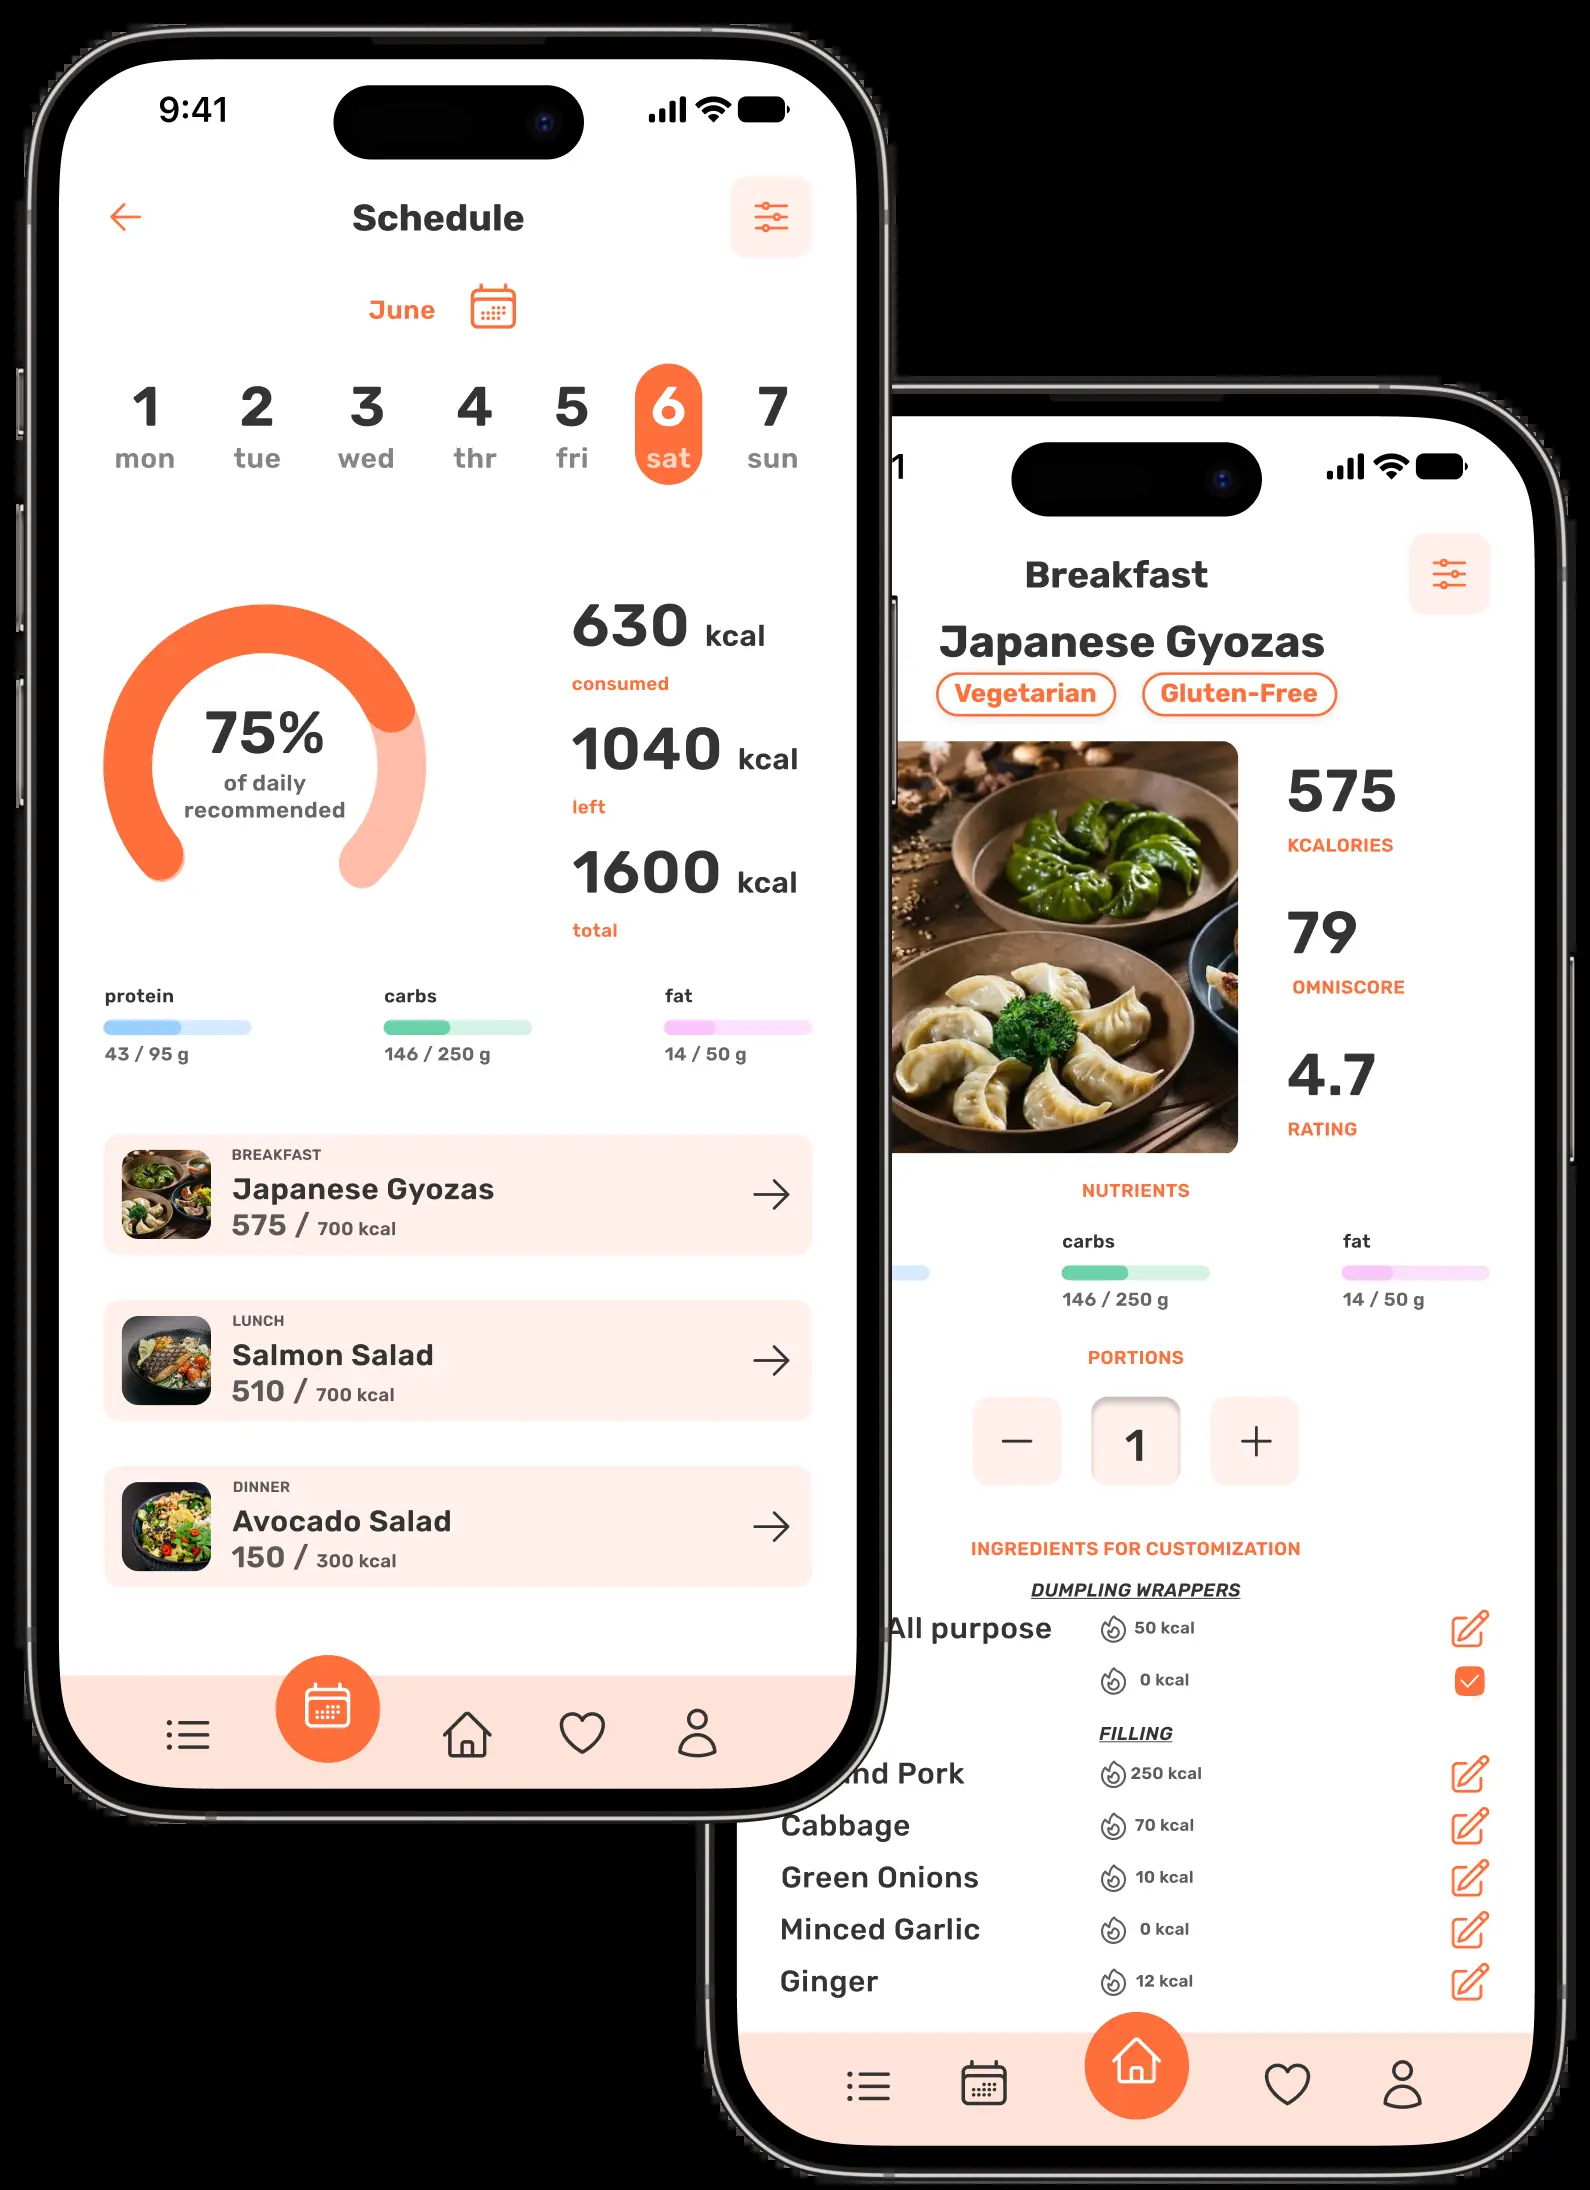 9:41
Schedule
June
1 2 3 4 5 6 7
mon tue wed thr fri sat sun
75%
of daily
recommended
630 kcal
consumed
1040 kcal
left
1600 kcal
total
protein carbs fat
43 / 95 g 146 / 250 g 14 / 50 g
BREAKFAST
Japanese Gyozas
575 / 700 kcal
LUNCH
Salmon Salad
510 / 700 kcal
DINNER
Avocado Salad
150 / 300 kcal
1
Breakfast
Japanese Gyozas
Vegetarian Gluten-Free
575
KCALORIES
79
OMNISCORE
4.7
RATING
NUTRIENTS
carbs fat
146 / 250 g 14 / 50 g
PORTIONS
1
INGREDIENTS FOR CUSTOMIZATION
DUMPLING WRAPPERS
All purpose 50 kcal
0 kcal
FILLING
nd Pork 250 kcal
Cabbage 70 kcal
Green Onions 10 kcal
Minced Garlic 0 kcal
Ginger 12 kcal